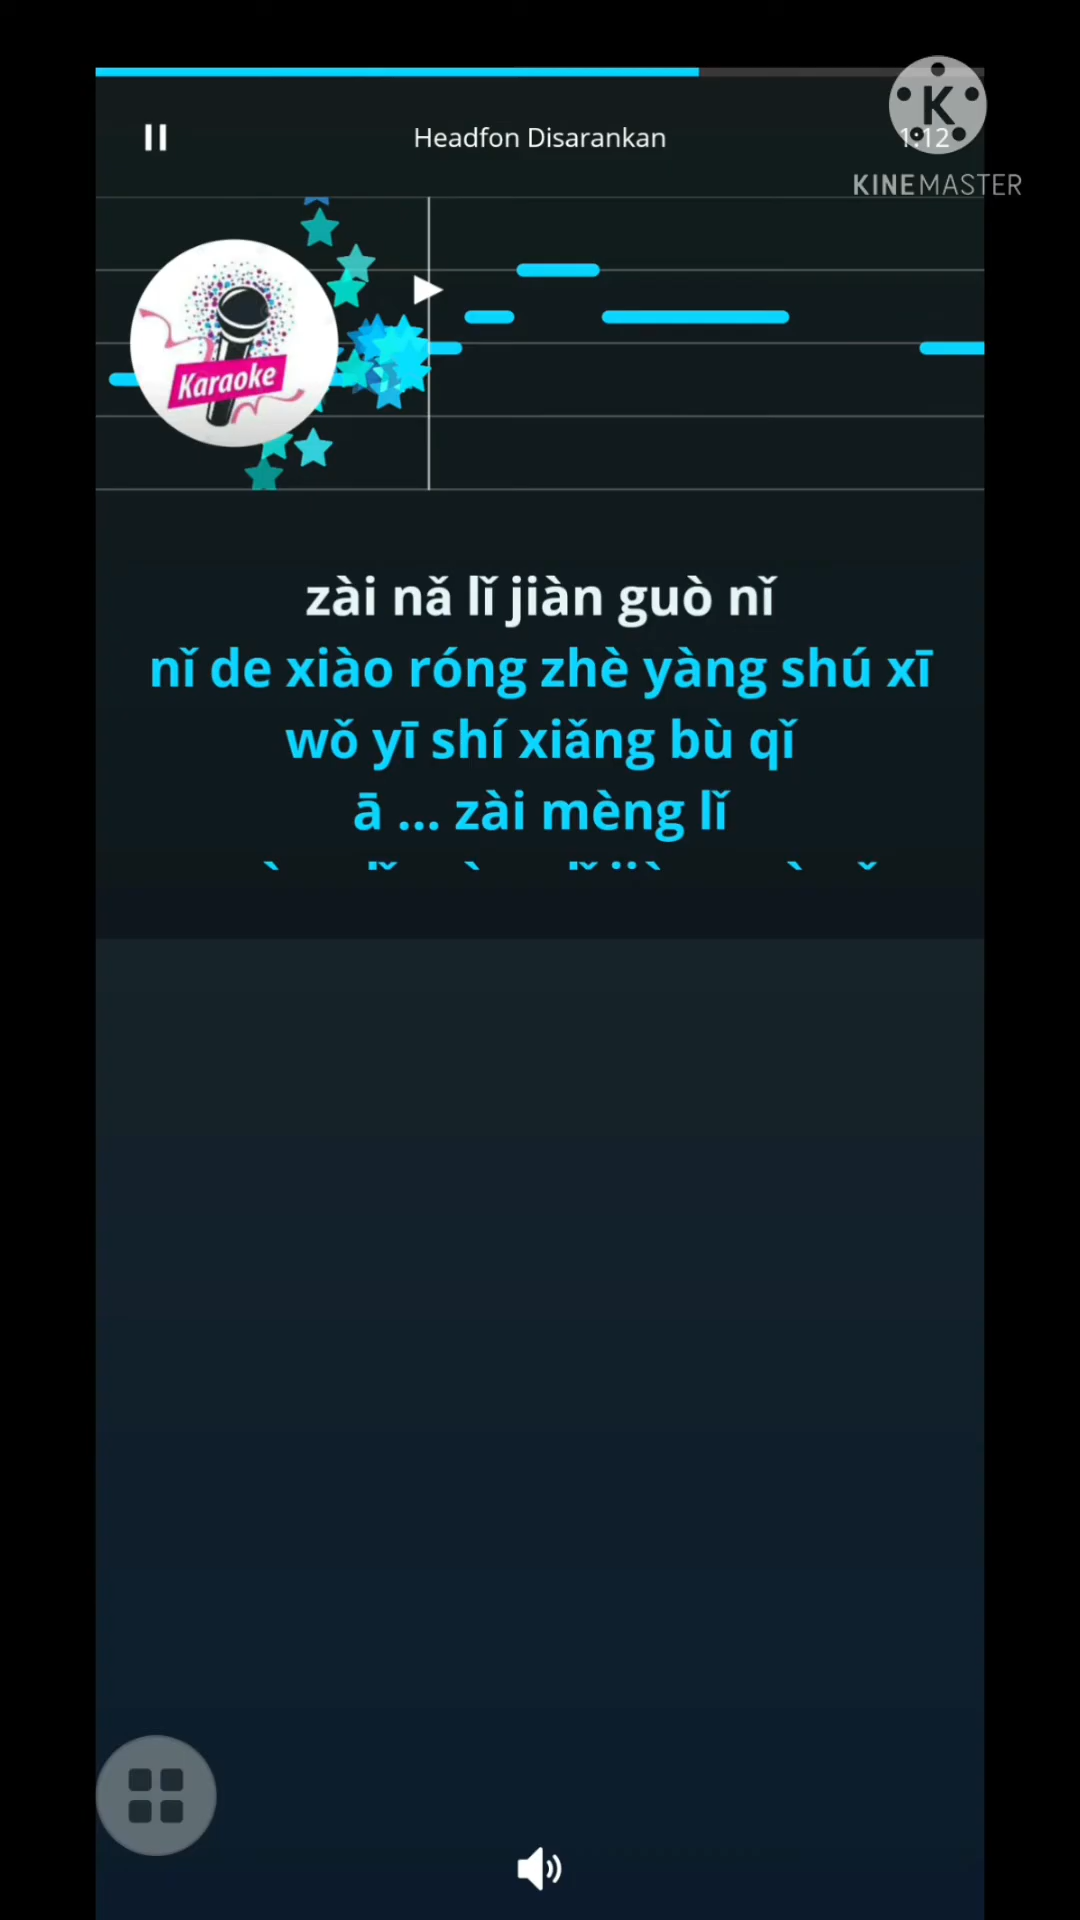 Headfon Disarankan
1:12
K
KINEMASTER
Karaoke
zài nǎ lǐ jiàn guò nǐ
nǐ de xiào róng zhè yàng shú xī
wǒ yī shí xiǎng bù qǐ
ā ... zài mèng lǐ